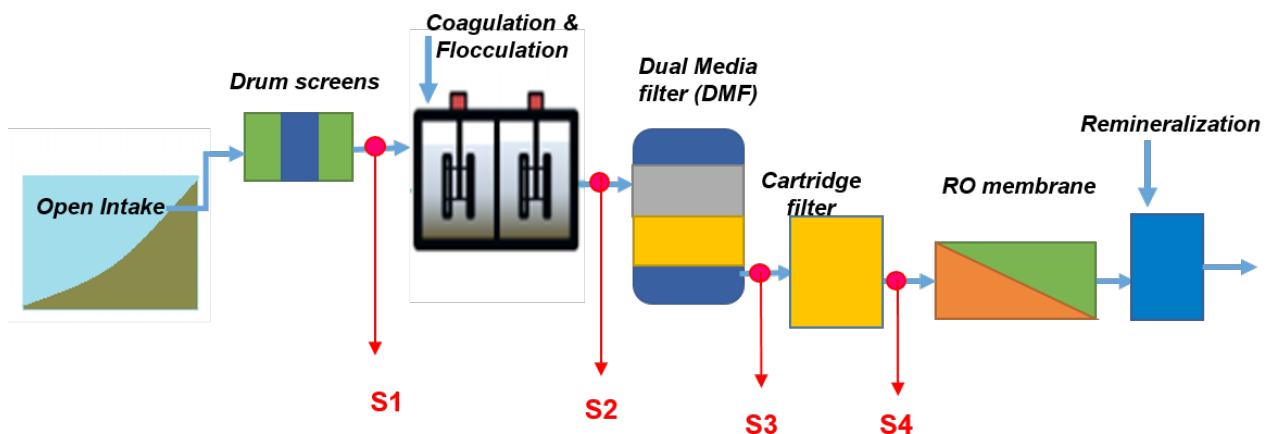 Coagulation &
Flocculation
Drum screens
Dual Media
filter (DMF)
Remineralization
Cartridge
filter
RO membrane
Open Intake
S1
S2
S3
S4